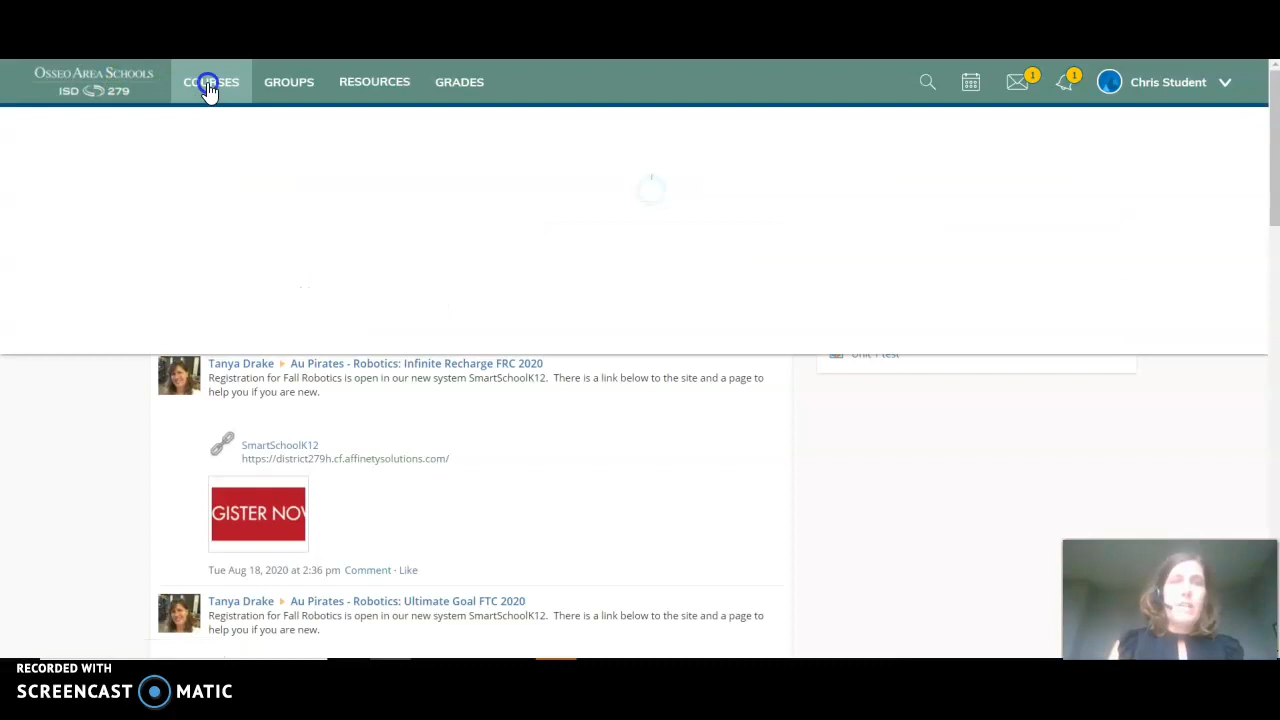 OSSEO AREA SCHOOLS
ISD 279
COURSES
GROUPS
RESOURCES
GRADES
1
1
Chris Student
Unit 1 test
Tanya Drake Au Pirates - Robotics: Infinite Recharge FRC 2020
Registration for Fall Robotics is open in our new system SmartSchoolK12. There is a link below to the site and a page to
help you if you are new.
SmartSchoolK12
https://district279h.cf.affinetysolutions.com/
GISTER NOV
Tue Aug 18, 2020 at 2:36 pm Comment · Like
Tanya Drake Au Pirates - Robotics: Ultimate Goal FTC 2020
Registration for Fall Robotics is open in our new system SmartSchoolK12. There is a link below to the site and a page to
help you if you are new.
RECORDED WITH
SCREENCAST MATIC